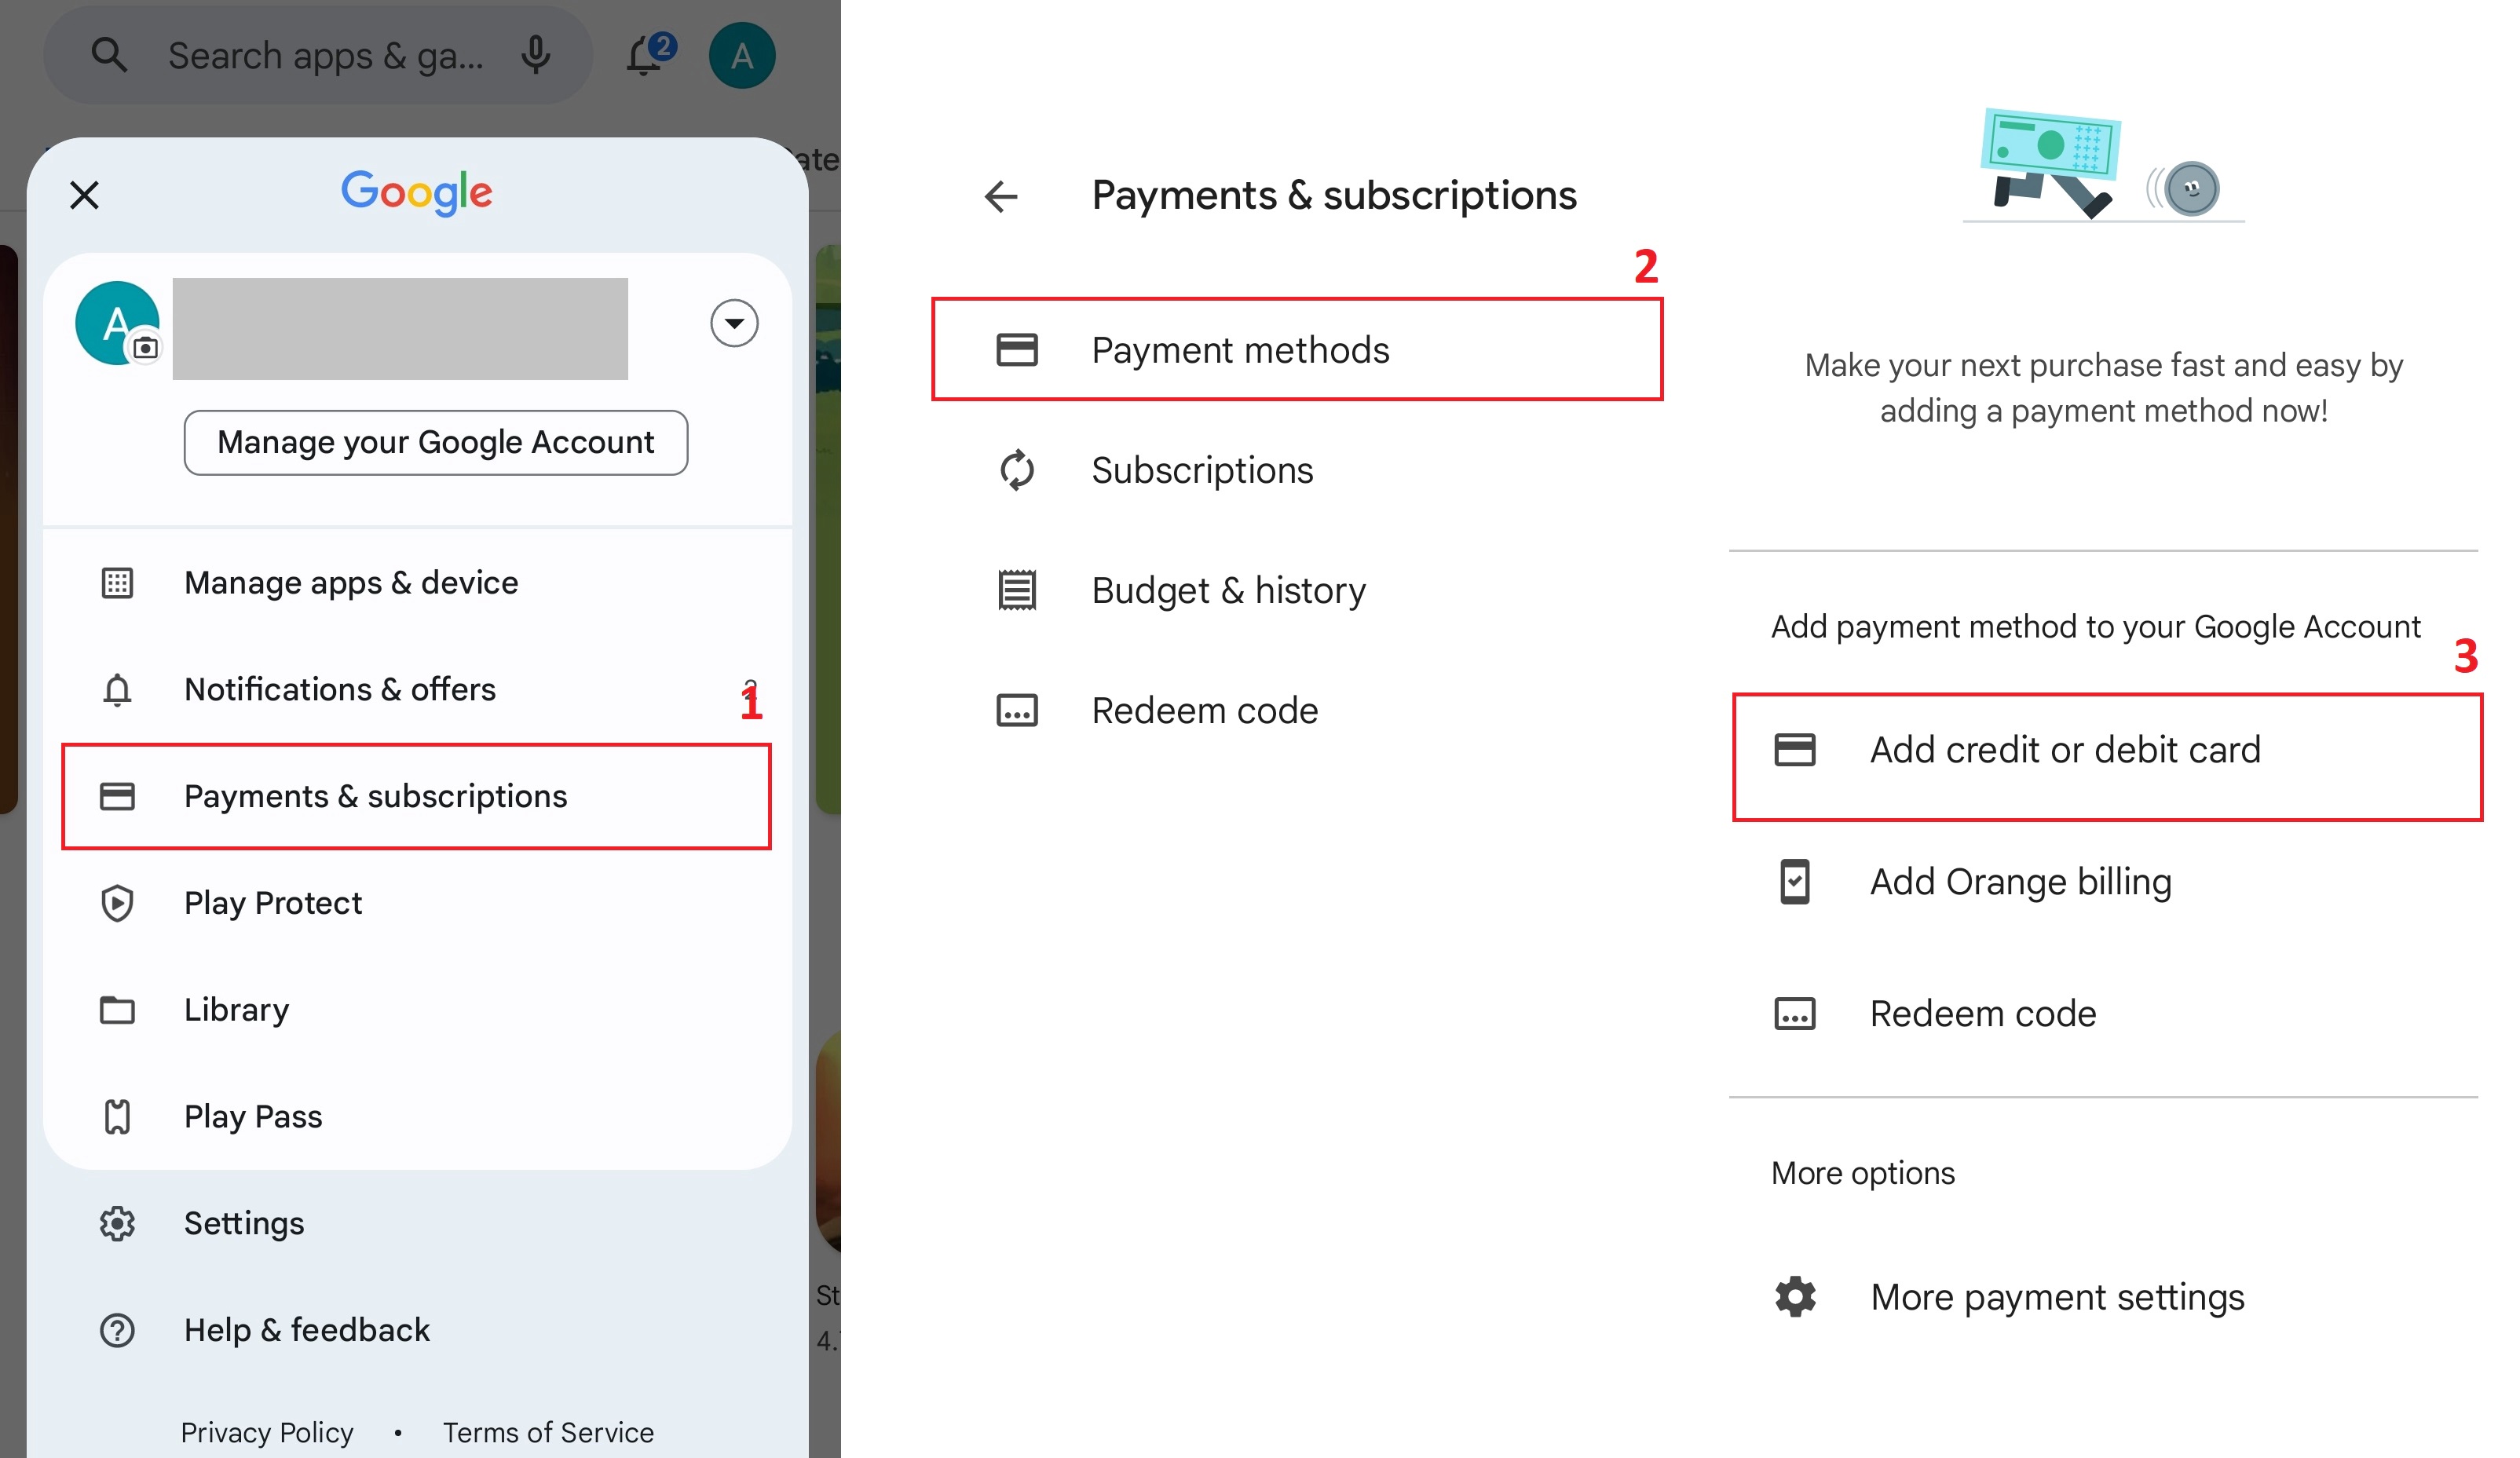 Search apps & ga...
2
A
ate
Google
A
Manage your Google Account
Manage apps & device
Notifications & offers
1
Payments & subscriptions
Play Protect
Library
Play Pass
Settings
Help & feedback
St
4.
Privacy Policy • Terms of Service
Payments & subscriptions
2
Payment methods
Subscriptions
Budget & history
Redeem code
Make your next purchase fast and easy by
adding a payment method now!
Add payment method to your Google Account
3
Add credit or debit card
Add Orange billing
Redeem code
More options
More payment settings